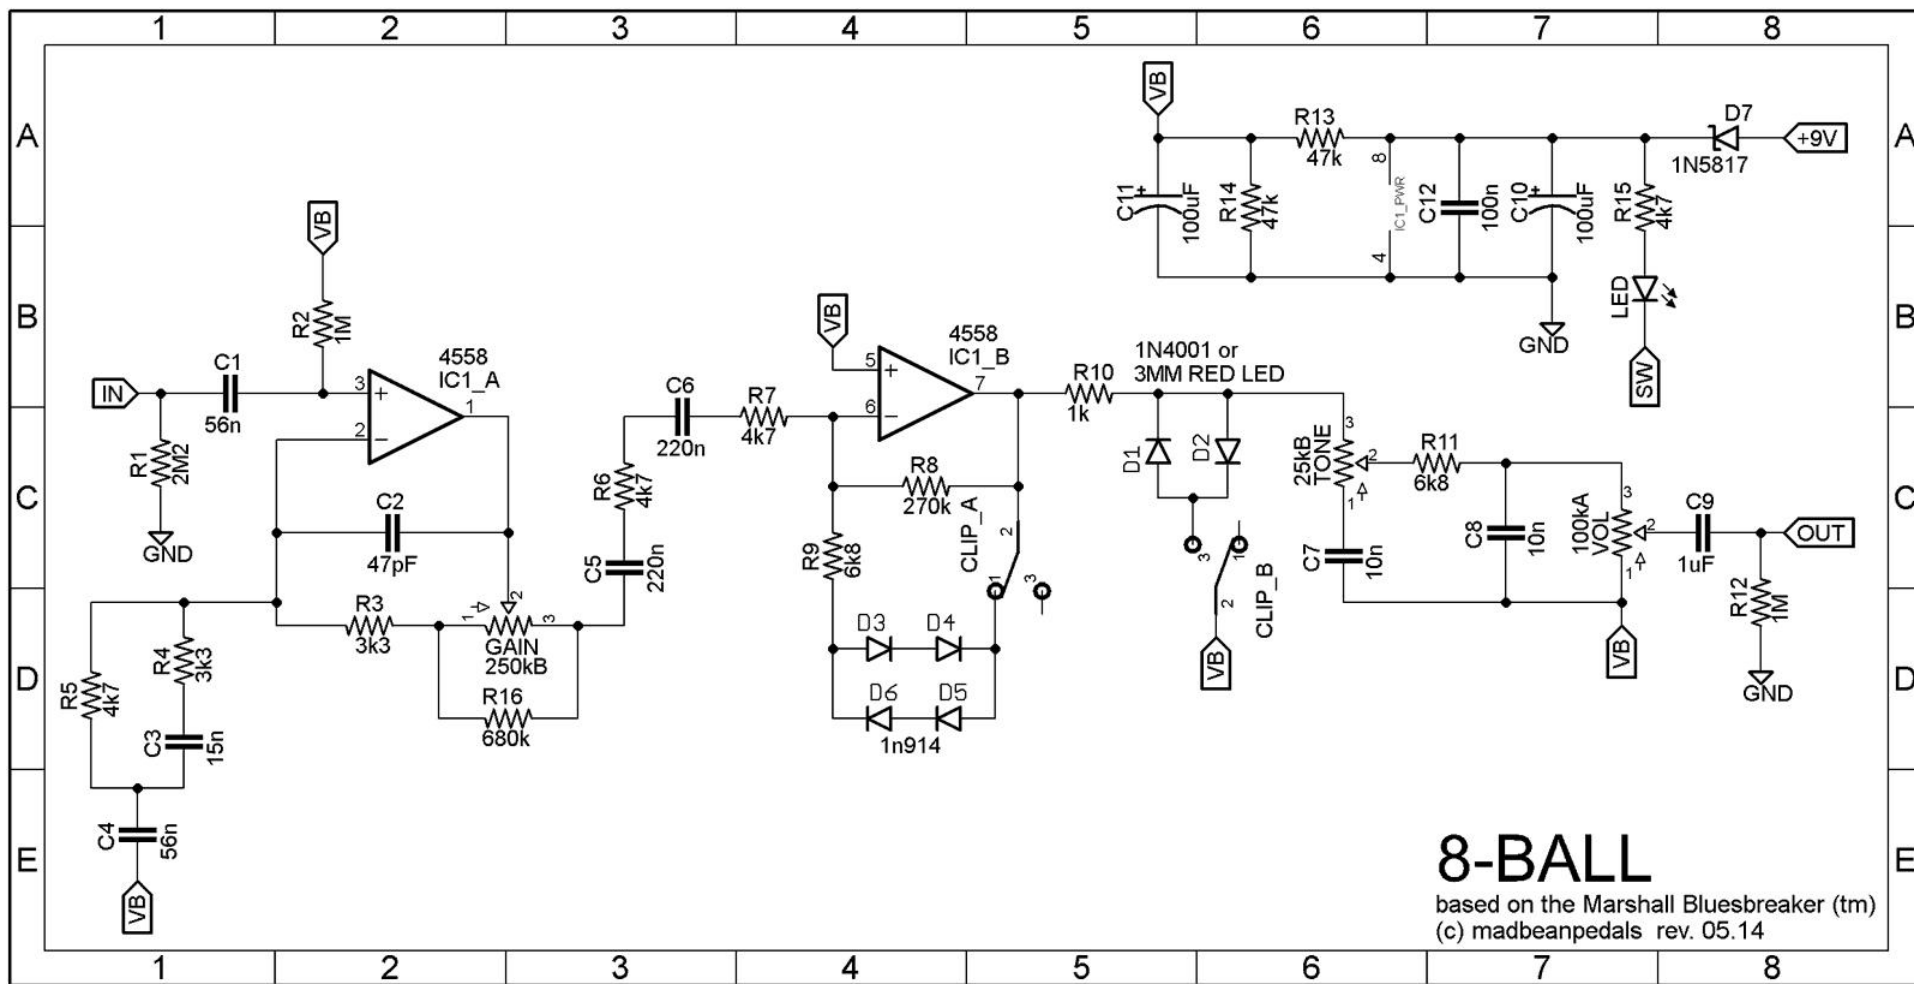 1 2 3 4 5 6 7 8
A
B
C
D
E
A
B
C
D
E
IN
R1
2M2
GND
C1
56n
VB
R2
1M
3
+
2
−
1
4558
IC1_A
C2
47pF
R3
3k3
1
2
3
GAIN
250kB
R16
680k
R5
4k7
R4
3k3
C3
15n
C4
56n
VB
R6
4k7
C5
220n
C6
220n
R7
4k7
VB
5
+
6
−
7
4558
IC1_B
R8
270k
R9
6k8
CLIP_A
2
1
3
D3
D4
D6
D5
1n914
R10
1k
1N4001 or
3MM RED LED
D1
D2
3
1
2
CLIP_B
VB
25kB
TONE
3
2
1
C7
10n
R11
6k8
C8
10n
100kA
VOL
3
2
1
VB
C9
1uF
R12
1M
GND
OUT
VB
C11
+
100uF
R14
47k
R13
47k
8
IC1_PWR
4
C12
100n
C10
+
100uF
GND
R15
4k7
LED
SW
D7
1N5817
+9V
8-BALL
based on the Marshall Bluesbreaker (tm)
(c) madbeanpedals rev. 05.14
1 2 3 4 5 6 7 8